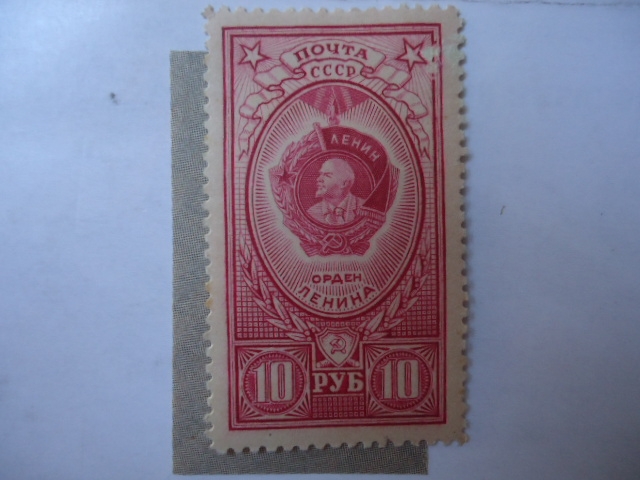 ПОЧТА
СССР
ЛЕНИН
ОРДЕН
ЛЕНИНА
10 РУБ 10